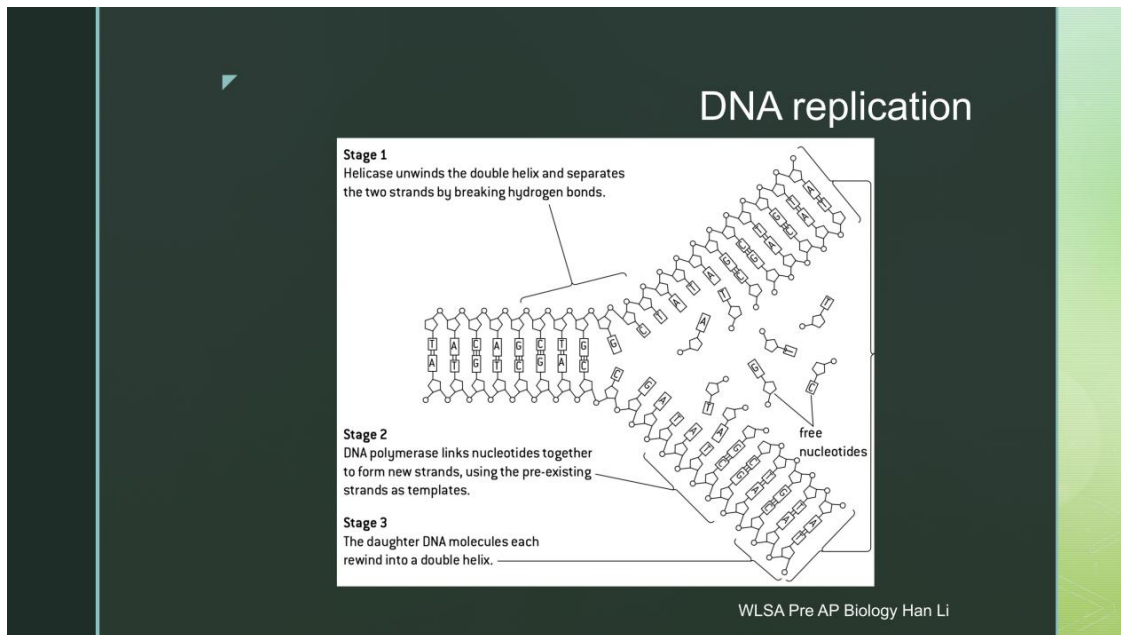 DNA replication
Stage 1
Helicase unwinds the double helix and separates
the two strands by breaking hydrogen bonds.
T A C A G C T G G
A T G T C G A C C
Stage 2
DNA polymerase links nucleotides together
to form new strands, using the pre-existing
strands as templates.
free
nucleotides
Stage 3
The daughter DNA molecules each
rewind into a double helix.
WLSA Pre AP Biology Han Li